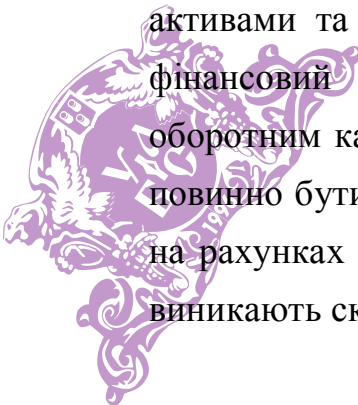 активами та
фінансовий
оборотним ка
повинно бути
на рахунках
виникають ск